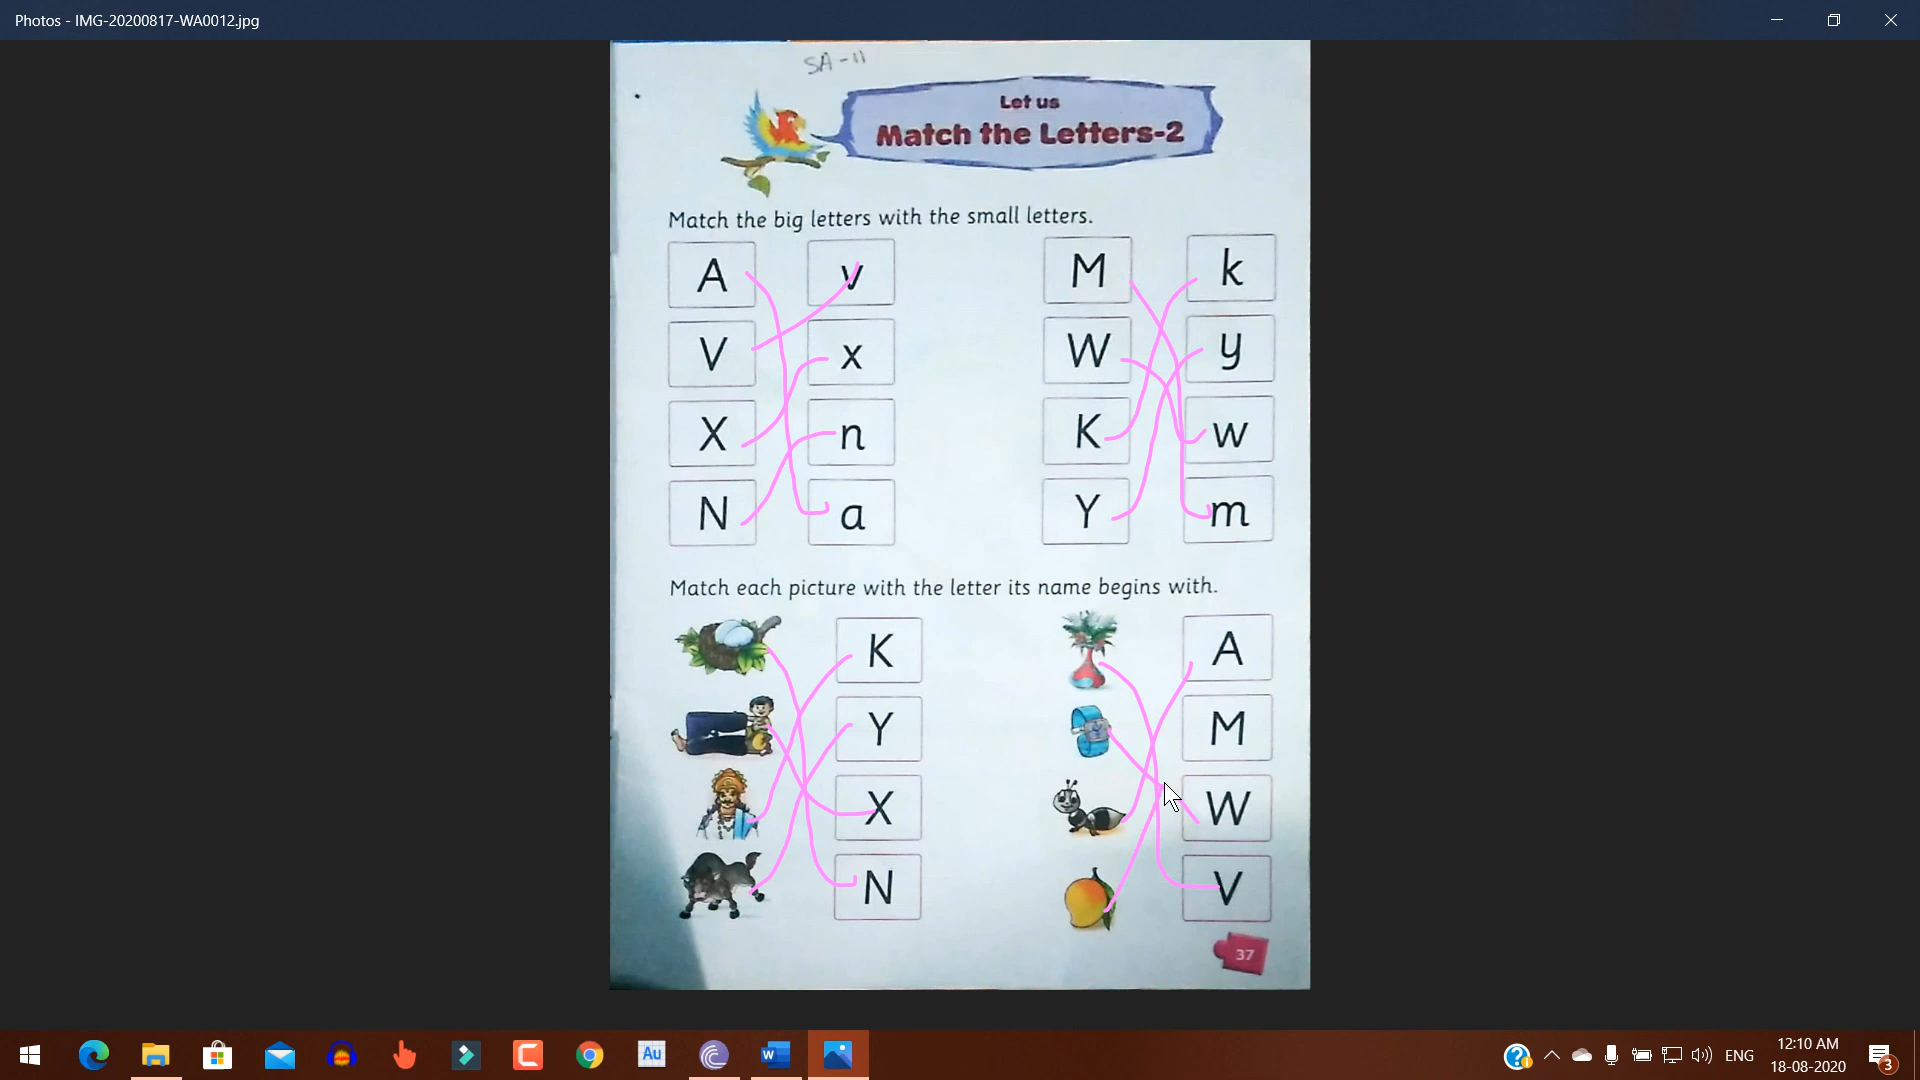 Photos - IMG-20200817-WA0012.jpg
SA-11
Let us
Match the Letters-2
Match the big letters with the small letters.
A v M k
V x W y
X n K w
N a Y m
Match each picture with the letter its name begins with.
K A
Y M
X W
N V
37
Au
W
ENG
12:10 AM
18-08-2020
3